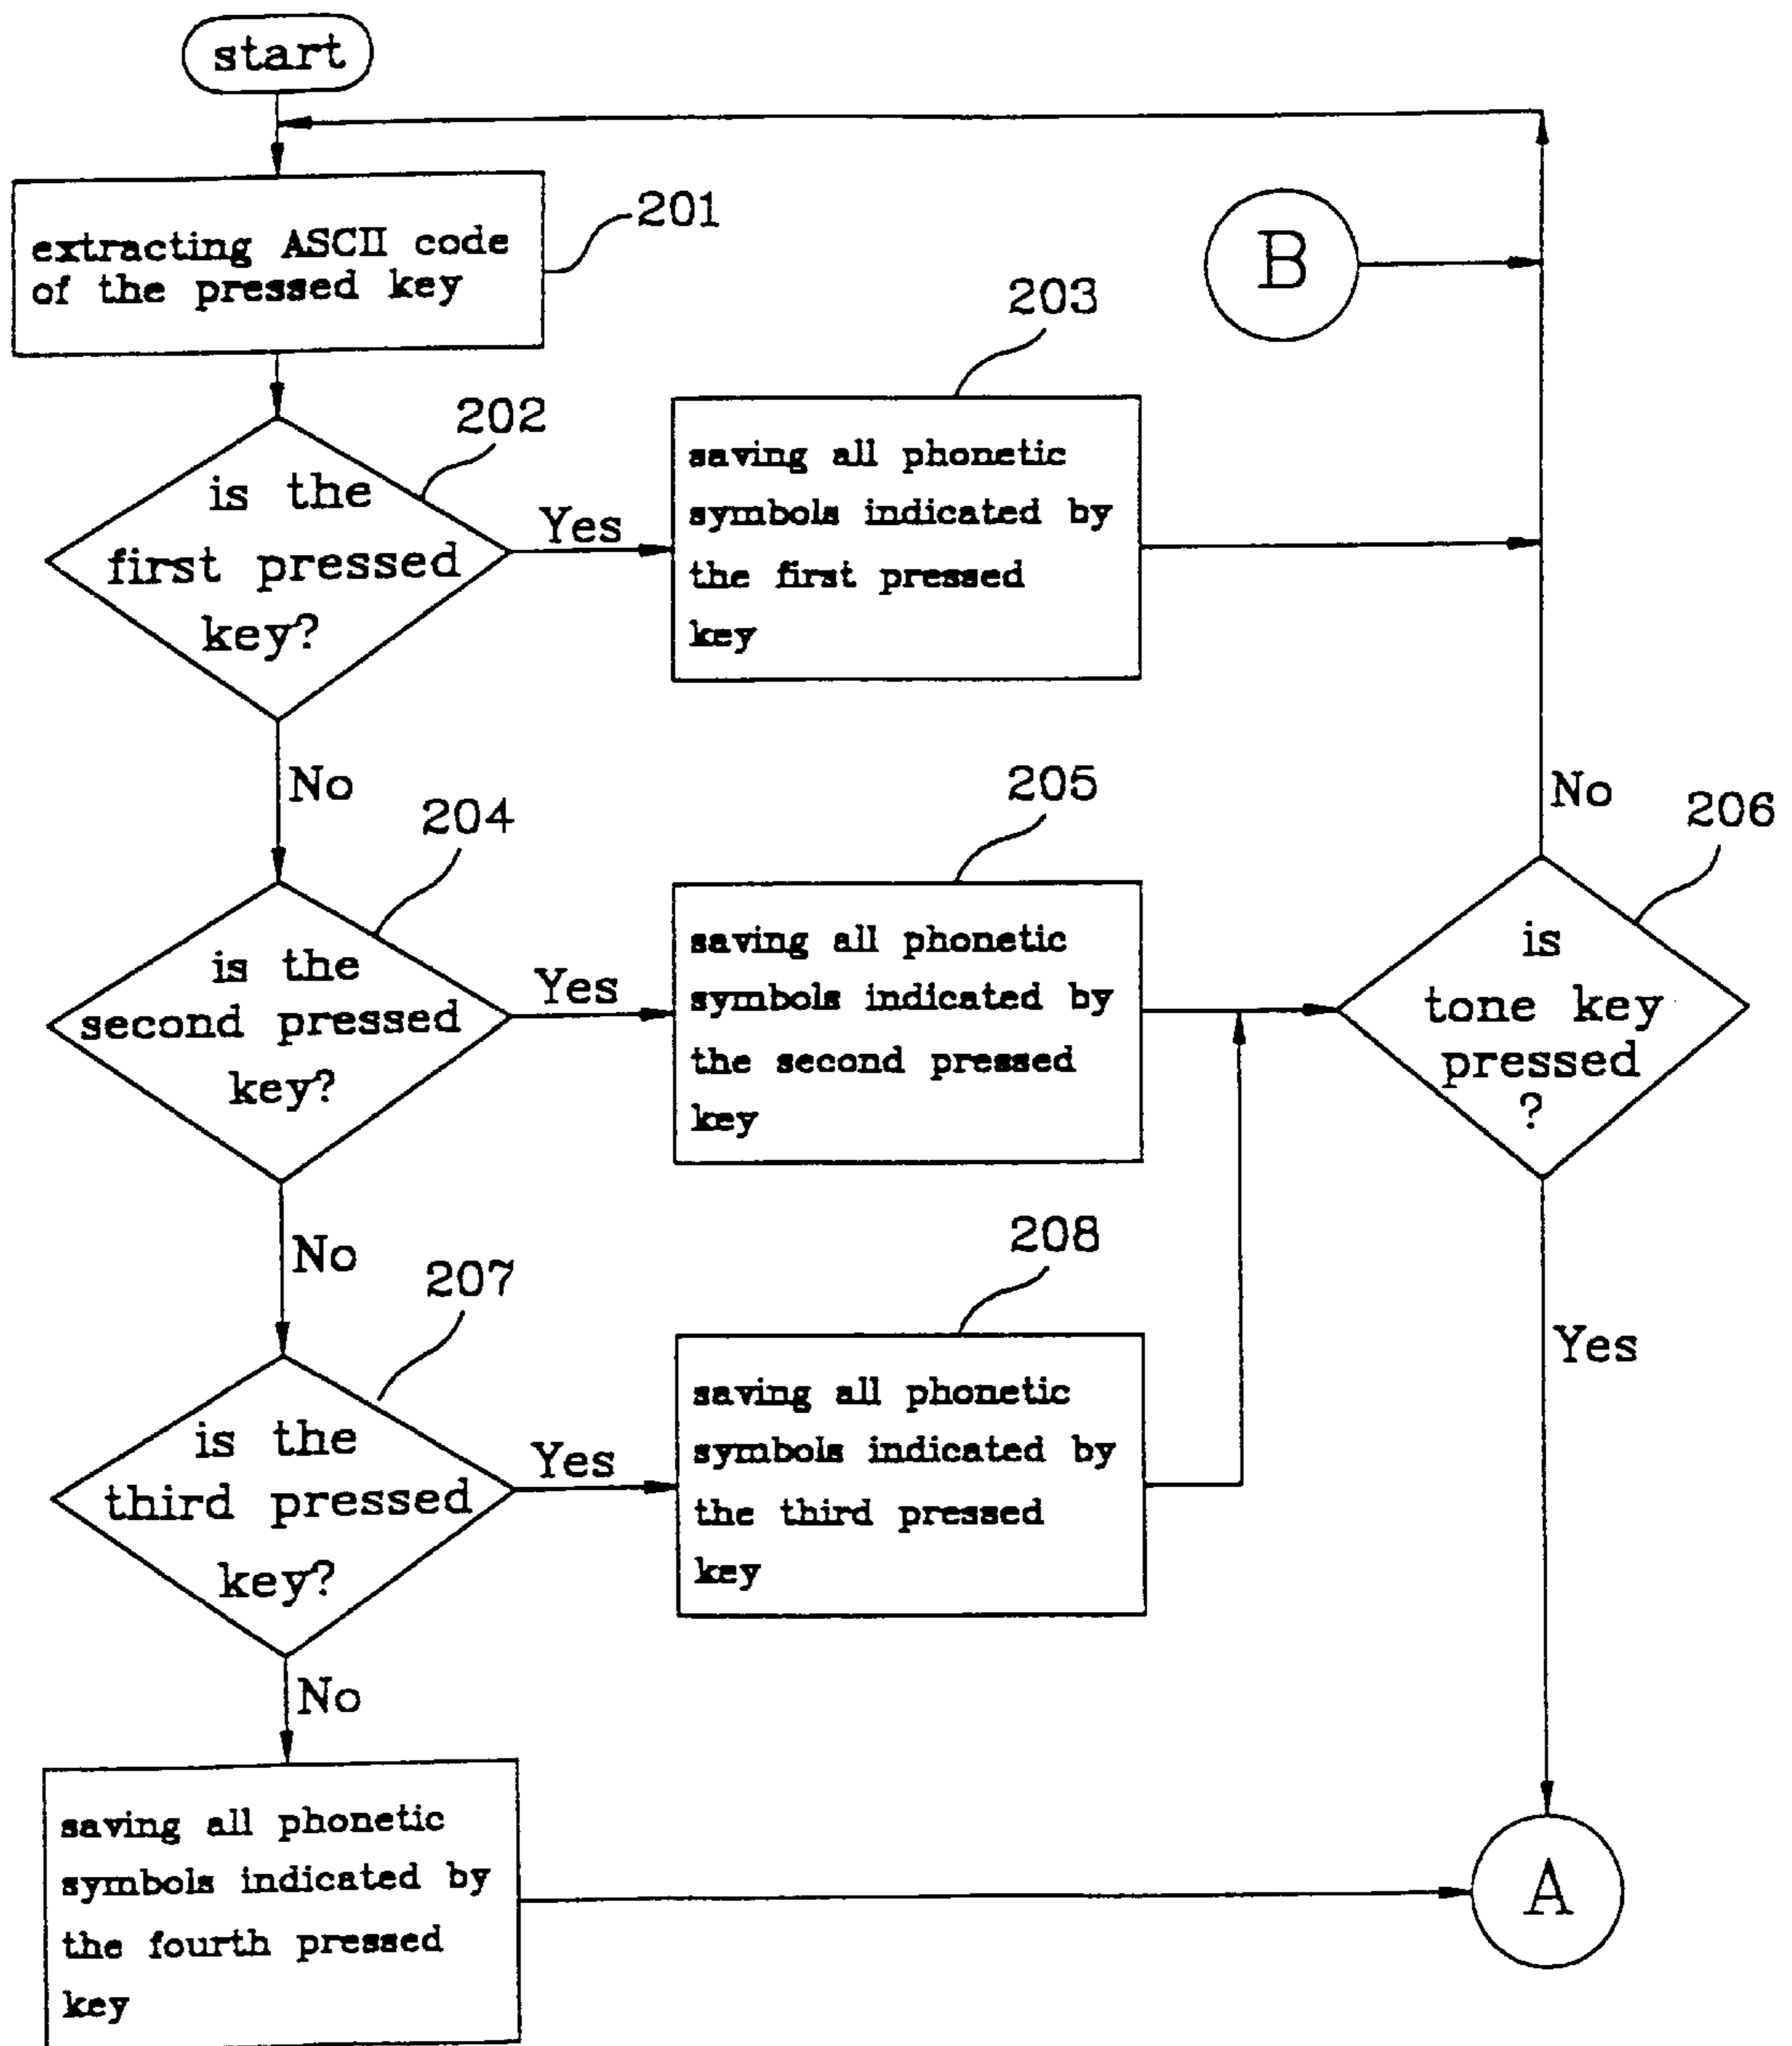 start
extracting ASCII code
of the pressed key
201
B
203
202
is the
first pressed
key?
Yes
saving all phonetic
symbols indicated by
the first pressed
key
No
204
205
No
206
is the
second pressed
key?
Yes
saving all phonetic
symbols indicated by
the second pressed
key
is
tone key
pressed
?
No
207
208
Yes
is the
third pressed
key?
Yes
saving all phonetic
symbols indicated by
the third pressed
key
No
saving all phonetic
symbols indicated by
the fourth pressed
key
A